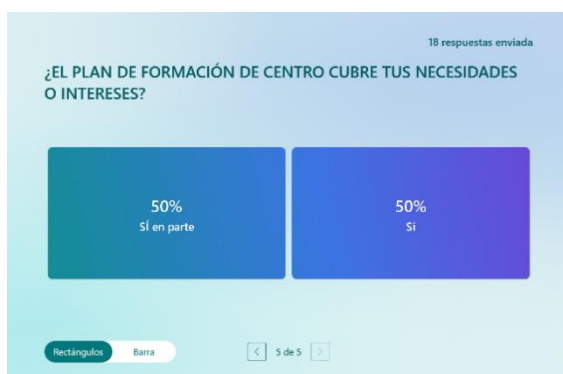 18 respuestas enviada
¿EL PLAN DE FORMACIÓN DE CENTRO CUBRE TUS NECESIDADES
O INTERESES?
50%
SÍ en parte
50%
Sí
Rectángulos
Barra
5 de 5